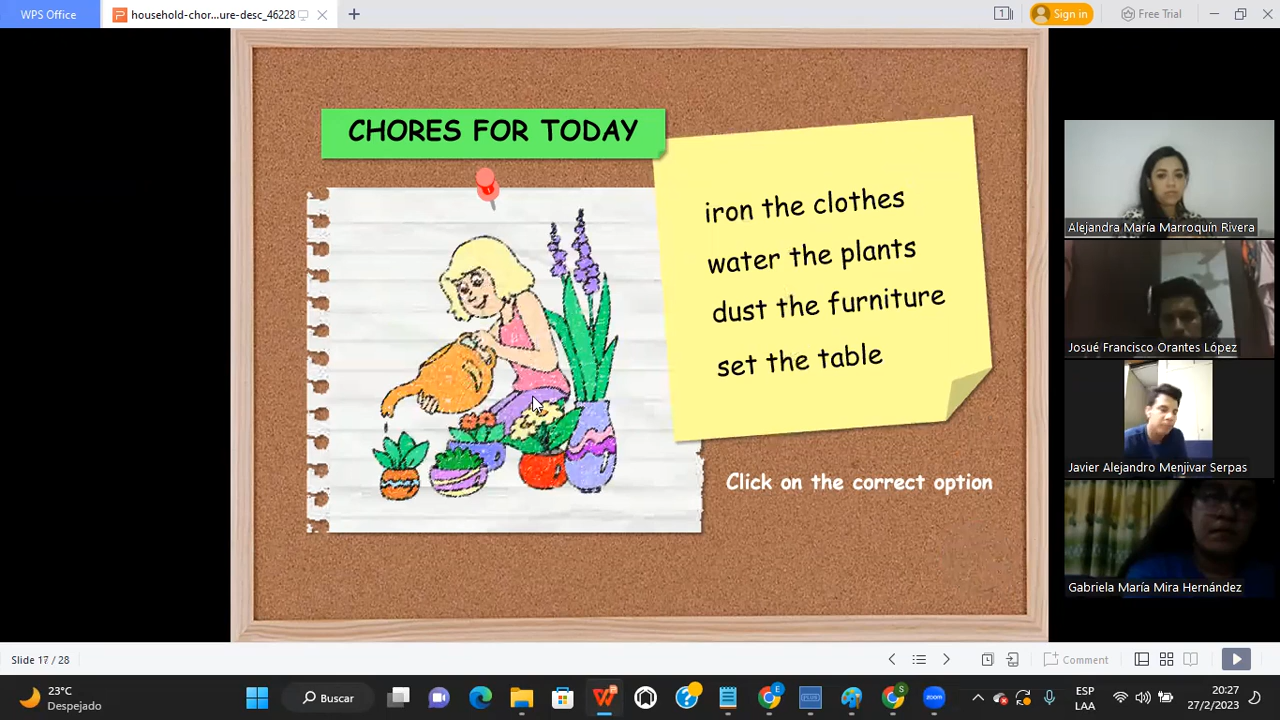 WPS Office
household-chor...ure-desc_46228
1
Sign in
Free Trial
CHORES FOR TODAY
iron the clothes
water the plants
dust the furniture
set the table
Click on the correct option
Alejandra María Marroquín Rivera
Josué Francisco Orantes López
Javier Alejandro Menjivar Serpas
Gabriela María Mira Hernández
Slide 17 / 28
Comment
23°C
Despejado
Buscar
ESP
LAA
20:27
27/2/2023